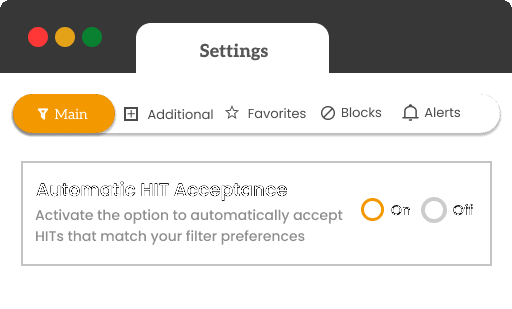 Settings
Main
Additional
Favorites
Blocks
Alerts
Automatic HIT Acceptance
Activate the option to automatically accept
HITs that match your filter preferences
On
Off